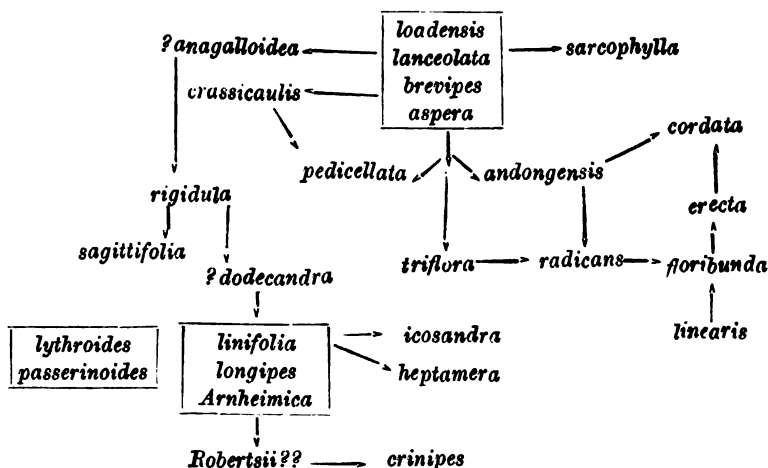 loadensis
?anagalloidea
lanceolata
sarcophylla
crassicaulis
brevipes
aspera
cordata
pedicellata
andongensis
rigidula
erecta
sagittifolia
triflora
radicans
floribunda
?dodecandra
lythroides
passerinoides
linifolia
longipes
Arnheimica
icosandra
heptamera
linearis
Robertsii??
crinipes